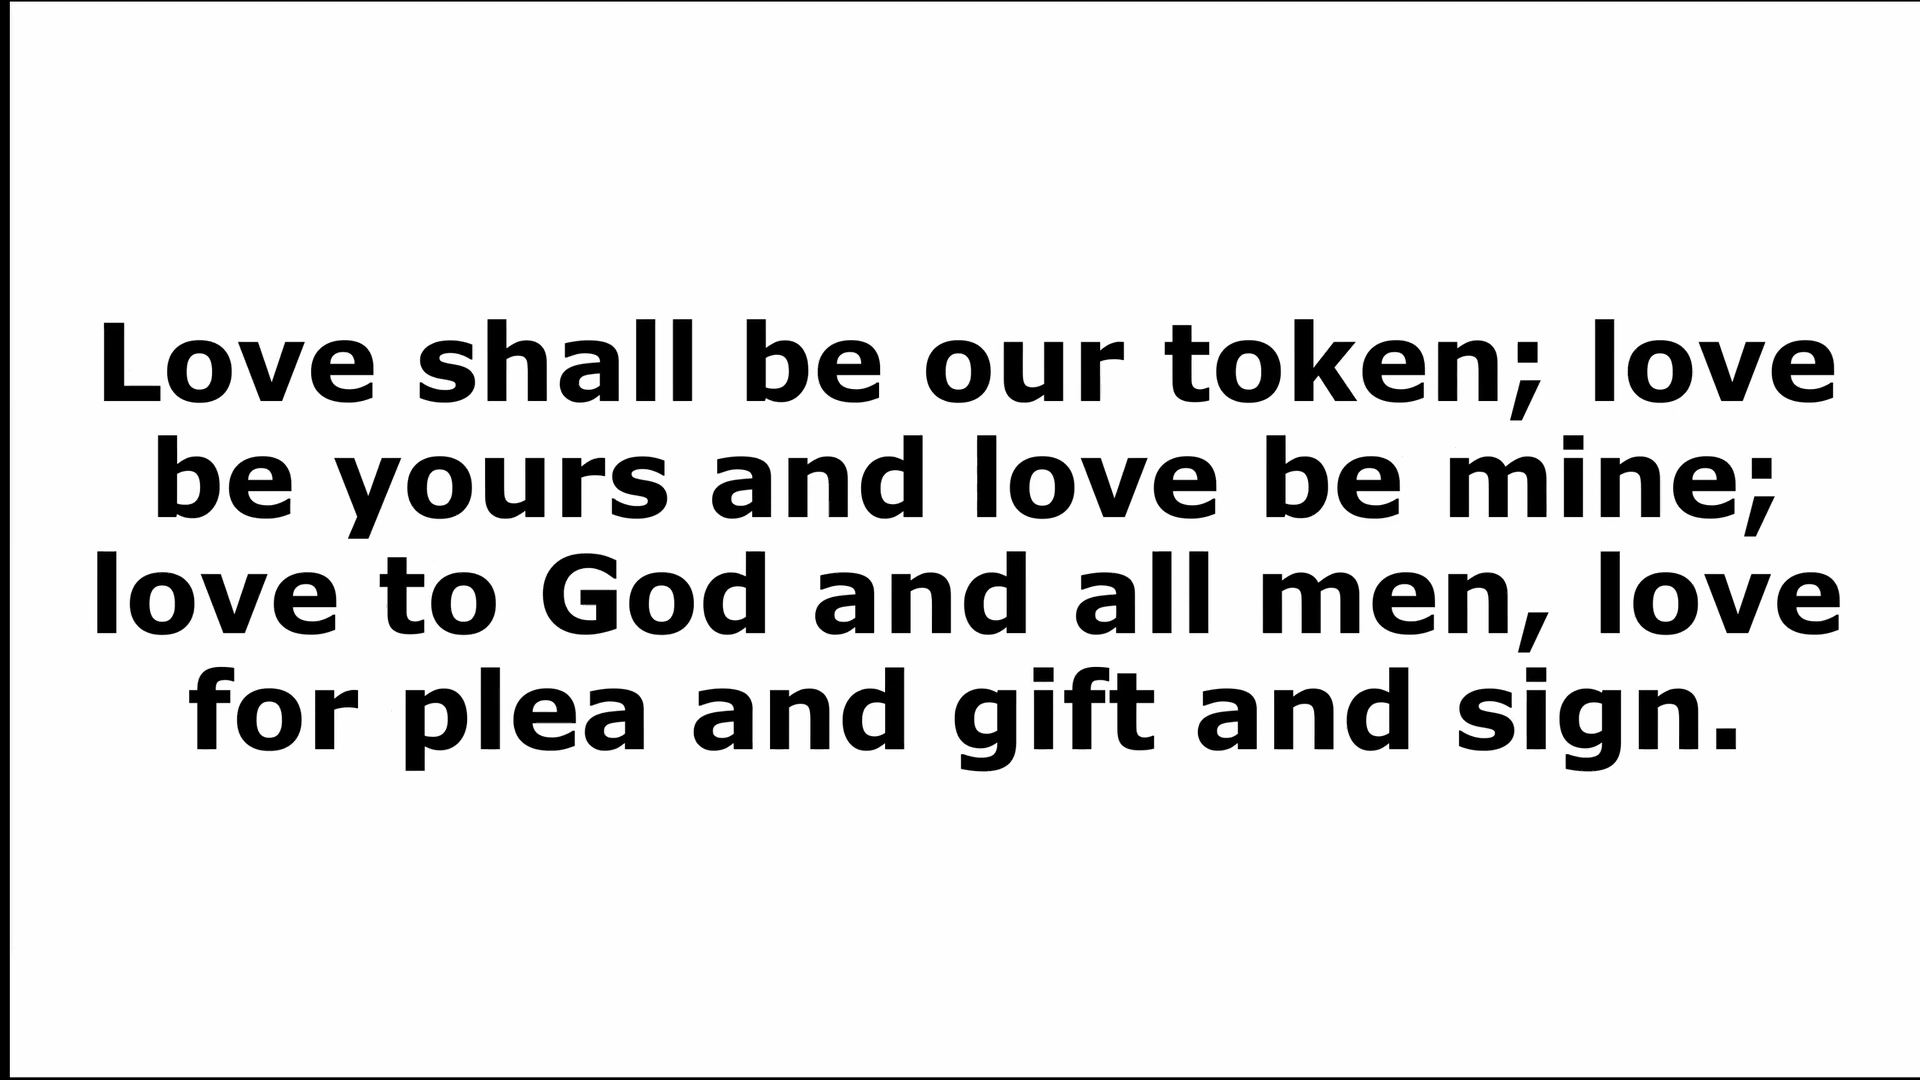 Love shall be our token; love
be yours and love be mine;
love to God and all men, love
for plea and gift and sign.